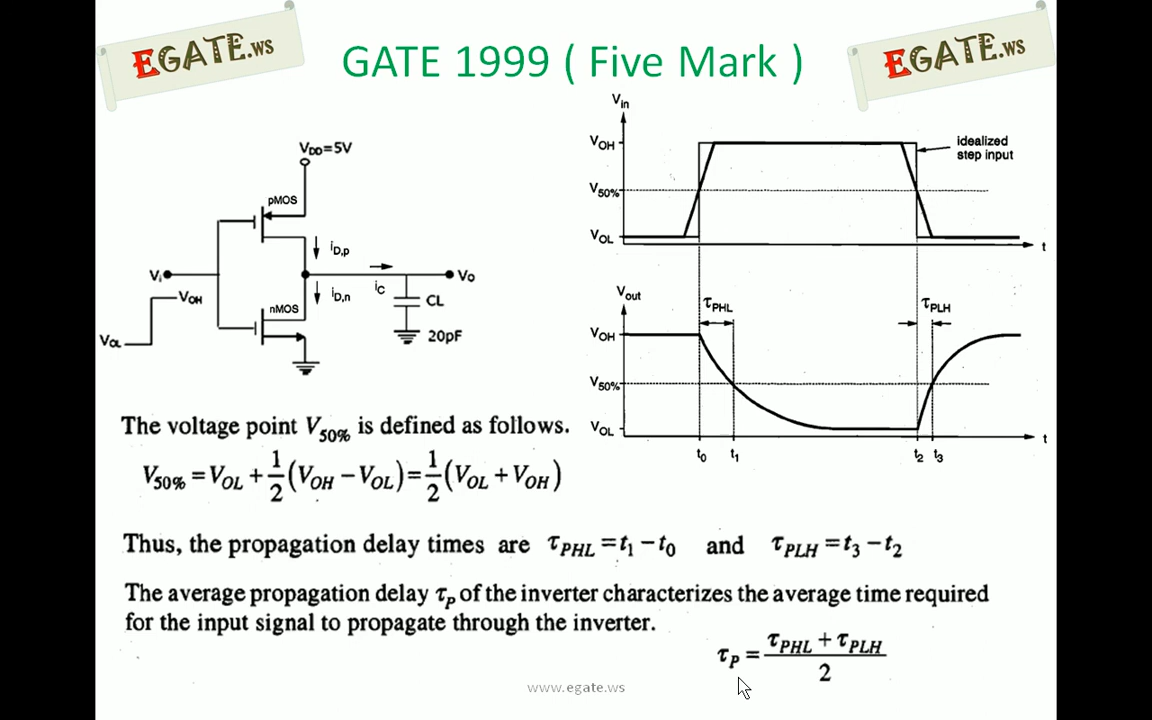 EGATE.ws
GATE 1999 ( Five Mark )
EGATE.ws
VDD=5V
pMOS
iD,p
Vi
VOH
VOL
iC
Vo
iD,n
nMOS
CL
20pF
Vin
VOH
V50%
VOL
idealized
step input
t
Vout
τPHL
τPLH
VOH
V50%
VOL
t0 t1 t2 t3
t
The voltage point V50% is defined as follows.
V50% = VOL + 1/2 (VOH − VOL) = 1/2 (VOL + VOH)
Thus, the propagation delay times are τPHL = t1 − t0 and τPLH = t3 − t2
The average propagation delay τP of the inverter characterizes the average time required
for the input signal to propagate through the inverter.
τP = τPHL + τPLH / 2
www.egate.ws